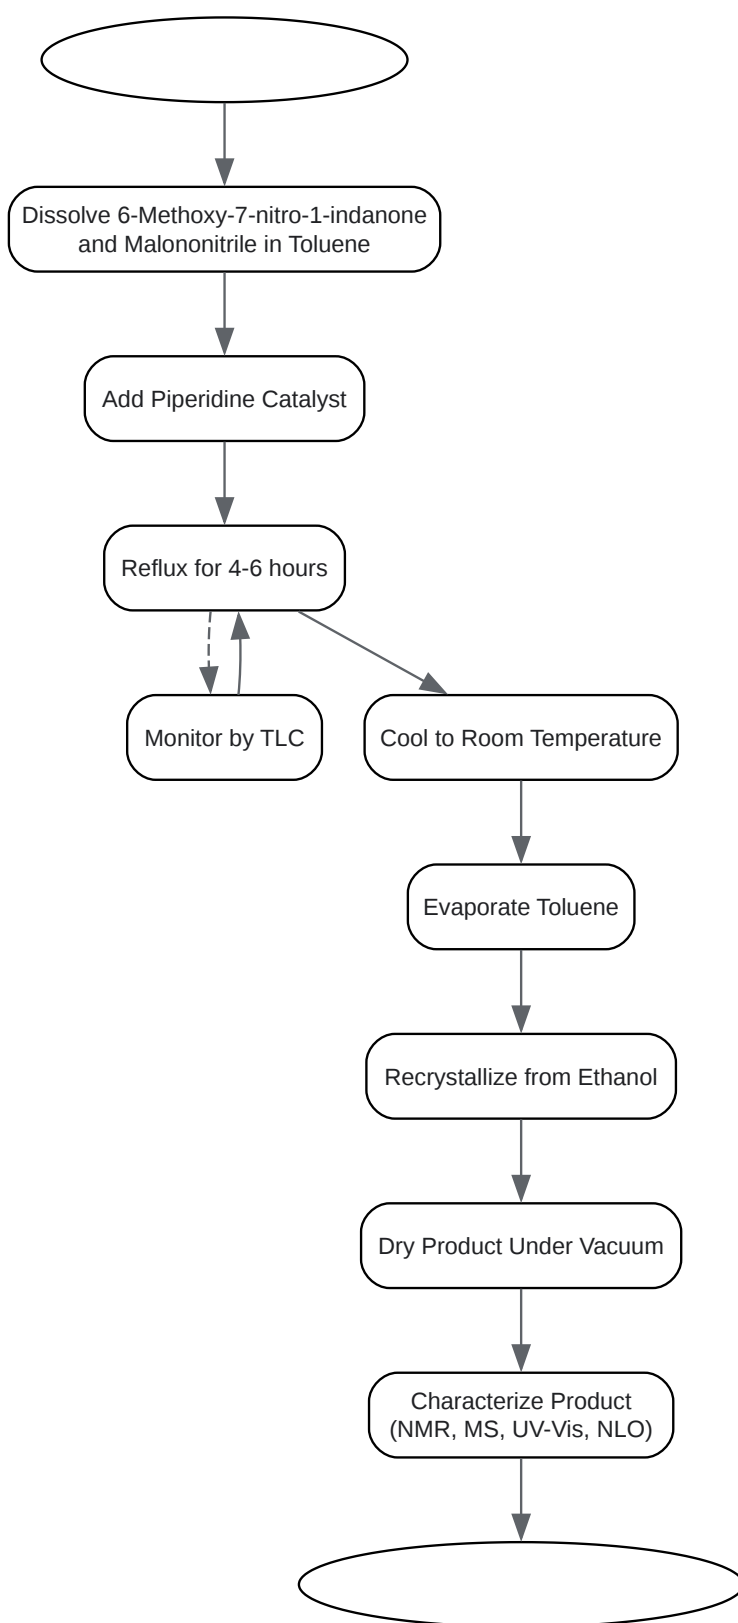 Dissolve 6-Methoxy-7-nitro-1-indanone
and Malononitrile in Toluene
Add Piperidine Catalyst
Reflux for 4-6 hours
Monitor by TLC
Cool to Room Temperature
Evaporate Toluene
Recrystallize from Ethanol
Dry Product Under Vacuum
Characterize Product
(NMR, MS, UV-Vis, NLO)